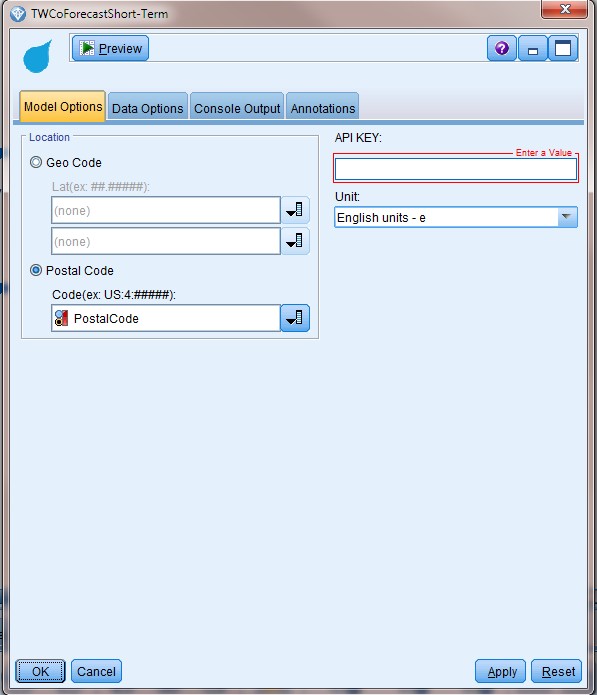 TWCoForecastShort-Term
Preview
?
Model Options
Data Options
Console Output
Annotations
Location
Geo Code
Lat(ex: ##.#####):
(none)
(none)
Postal Code
Code(ex: US:4:#####):
PostalCode
API KEY:
Enter a Value
Unit:
English units - e
OK
Cancel
Apply
Reset